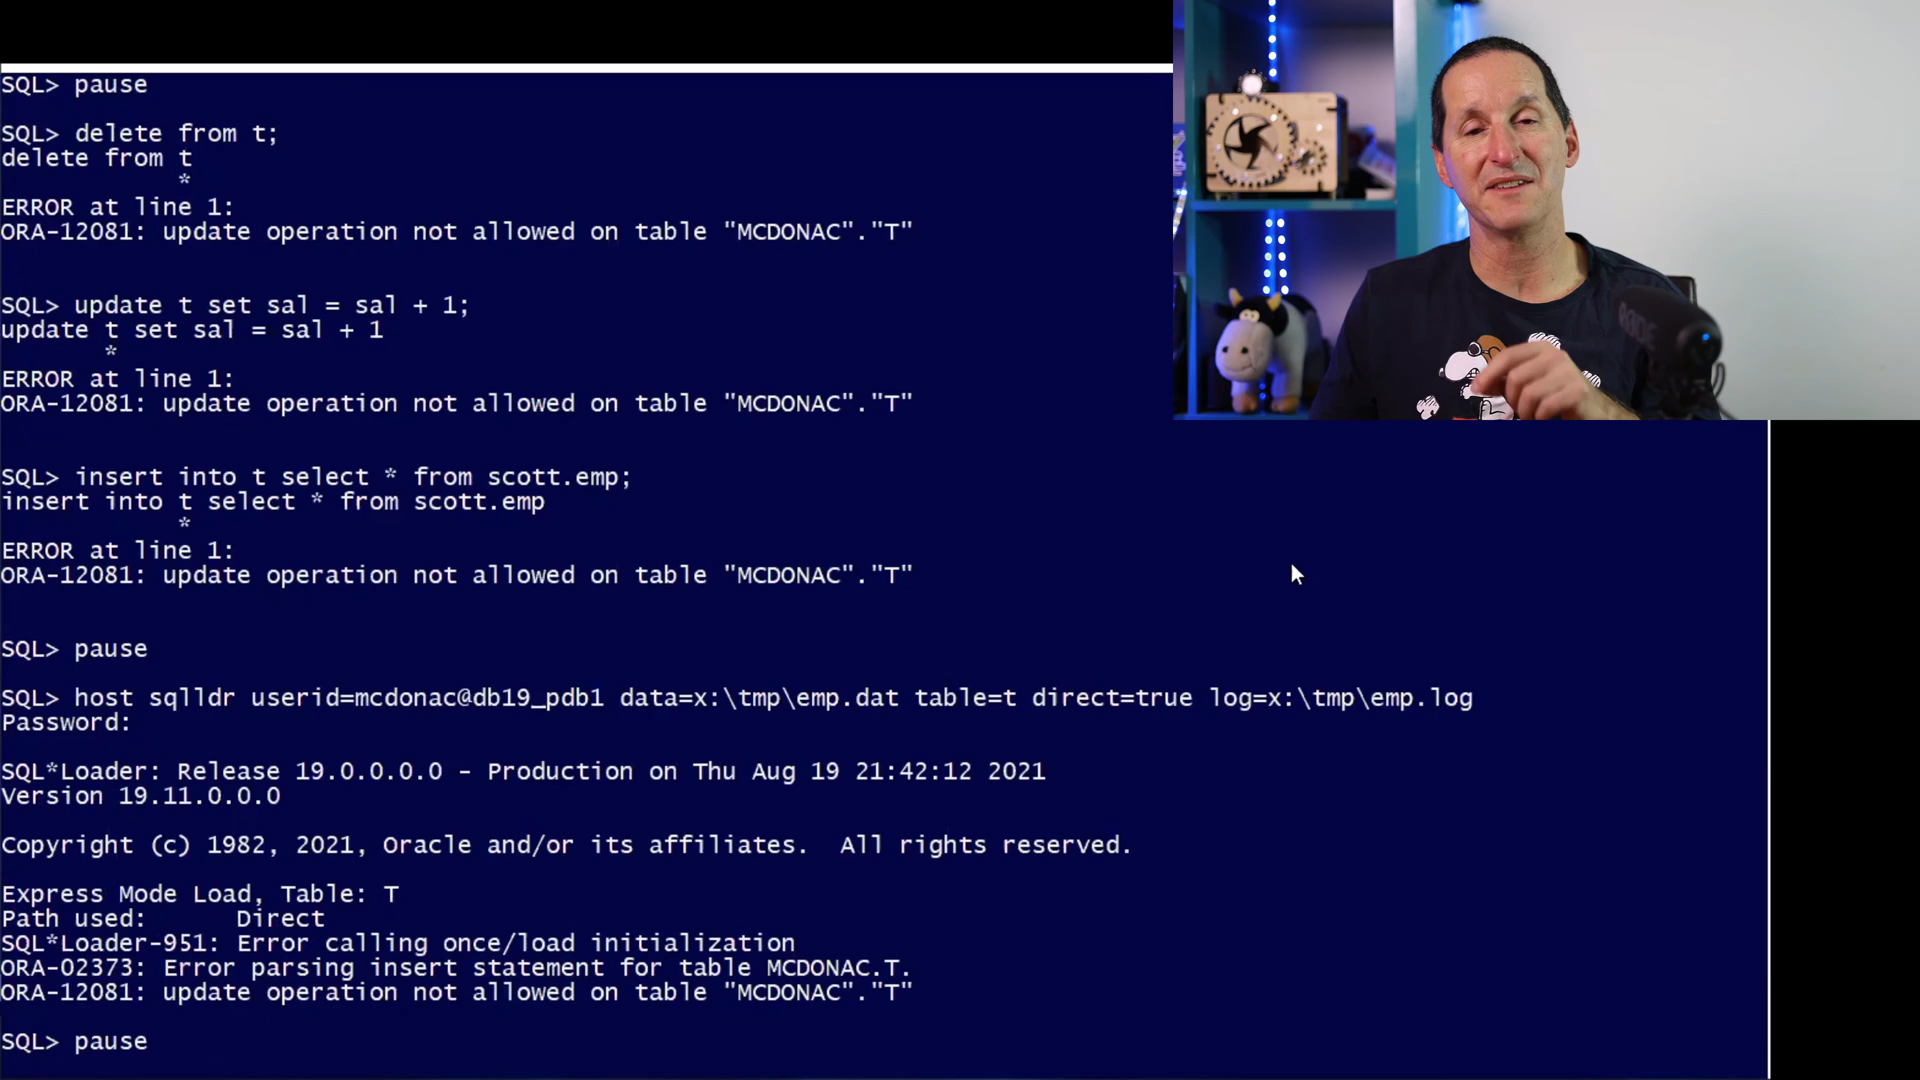 SQL> pause
SQL> delete from t;
delete from t
*
ERROR at line 1:
ORA-12081: update operation not allowed on table "MCDONAC"."T"
SQL> update t set sal = sal + 1;
update t set sal = sal + 1
*
ERROR at line 1:
ORA-12081: update operation not allowed on table "MCDONAC"."T"
SQL> insert into t select * from scott.emp;
insert into t select * from scott.emp
*
ERROR at line 1:
ORA-12081: update operation not allowed on table "MCDONAC"."T"
SQL> pause
SQL> host sqlldr userid=mcdonac@db19_pdb1 data=x:\tmp\emp.dat table=t direct=true log=x:\tmp\emp.log
Password:
SQL*Loader: Release 19.0.0.0.0 - Production on Thu Aug 19 21:42:12 2021
Version 19.11.0.0.0
Copyright (c) 1982, 2021, Oracle and/or its affiliates.  All rights reserved.
Express Mode Load, Table: T
Path used:      Direct
SQL*Loader-951: Error calling once/load initialization
ORA-02373: Error parsing insert statement for table MCDONAC.T.
ORA-12081: update operation not allowed on table "MCDONAC"."T"
SQL> pause